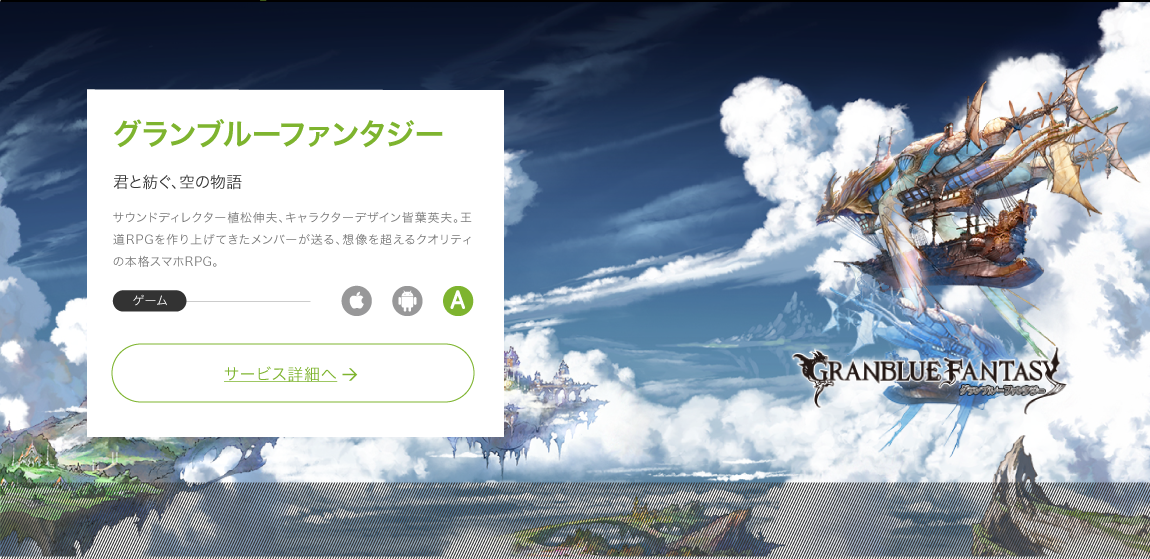 グランブルーファンタジー
君と紡ぐ、空の物語
サウンドディレクター植松伸夫、キャラクターデザイン皆葉英夫。王
道RPGを作り上げてきたメンバーが送る、想像を超えるクオリティ
の本格スマホRPG。
ゲーム
A
サービス詳細へ →
GRANBLUE FANTASY
グランブルーファンタジー